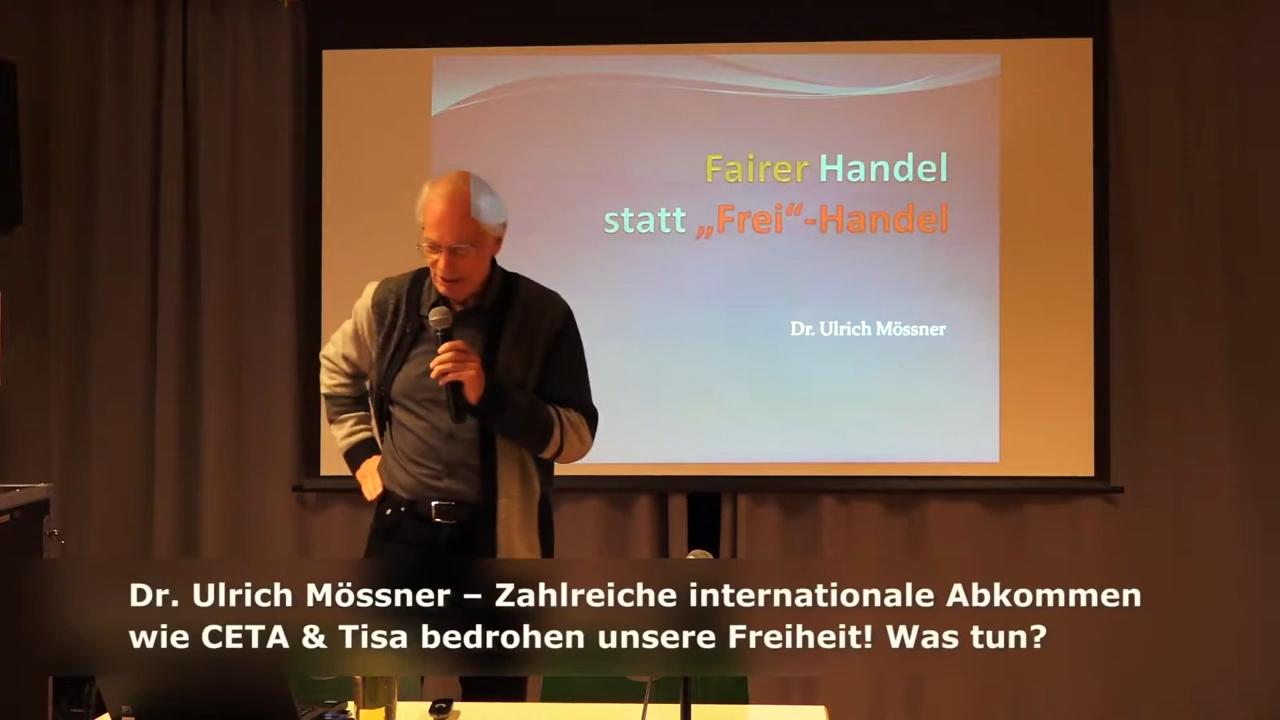 Fairer Handel
statt „Frei“-Handel
Dr. Ulrich Mössner
Dr. Ulrich Mössner – Zahlreiche internationale Abkommen
wie CETA & Tisa bedrohen unsere Freiheit! Was tun?